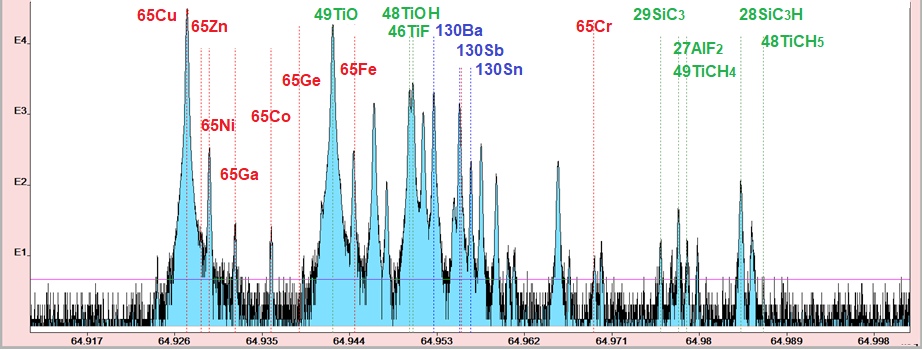 65Cu
65Zn
49TiO
48TiOH
46TiF
130Ba
65Cr
29SiC3
28SiC3H
E4
130Sb
27AlF2
48TiCH5
65Fe
130Sn
49TiCH4
65Ge
E3
65Ni
65Co
65Ga
E2
E1
64.917
64.926
64.935
64.944
64.953
64.962
64.971
64.98
64.989
64.998